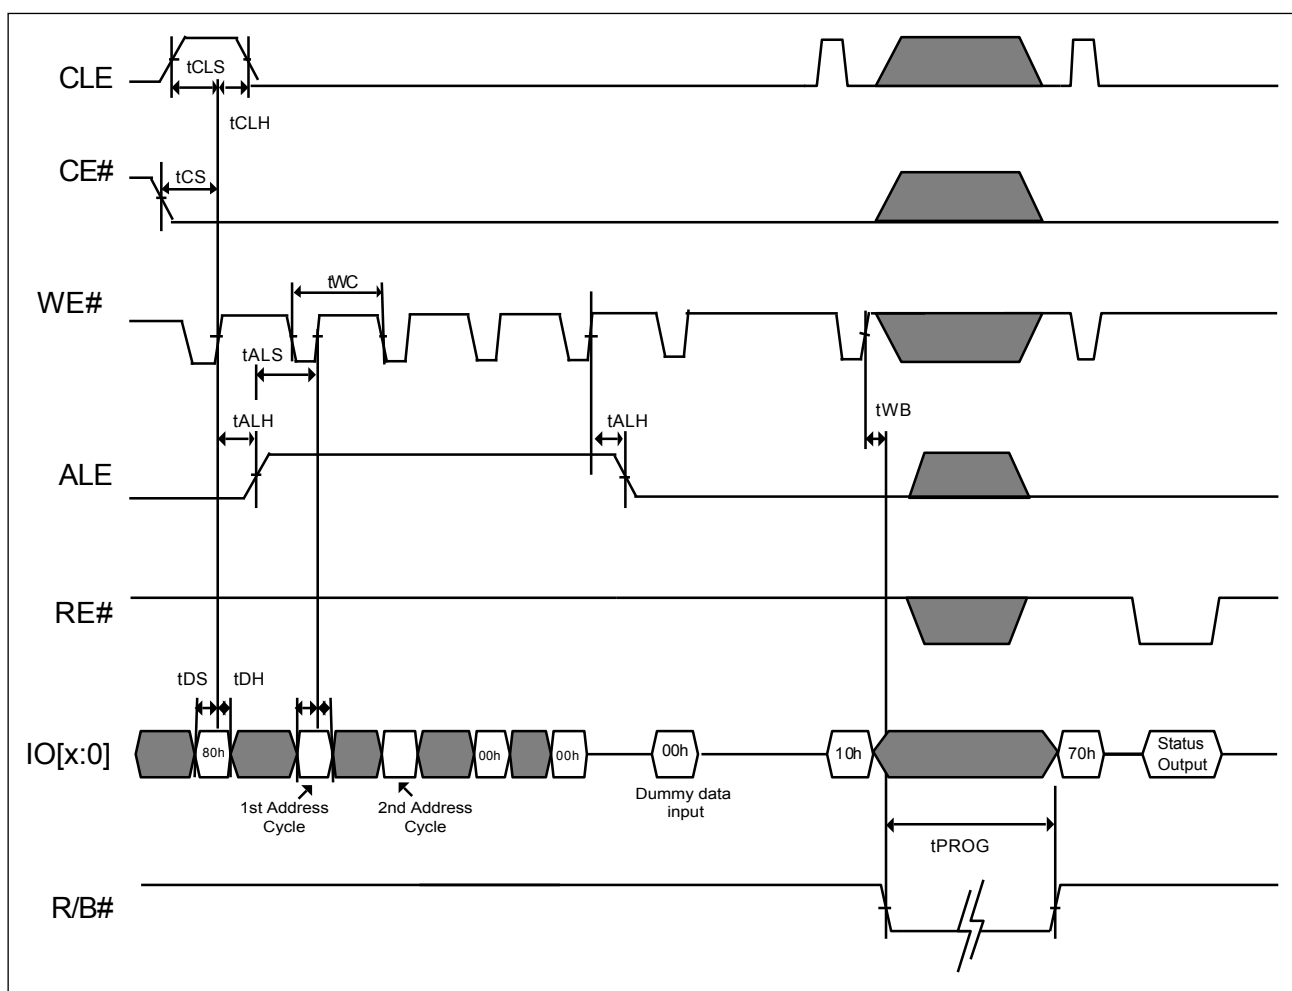 CLE
tCLS
tCLH
CE#
tCS
WE#
tWC
tALS
tALH
tALH
tWB
ALE
RE#
tDS
tDH
IO[x:0]
80h
00h
00h
00h
10h
70h
Status
Output
1st Address
Cycle
2nd Address
Cycle
Dummy data
input
tPROG
R/B#